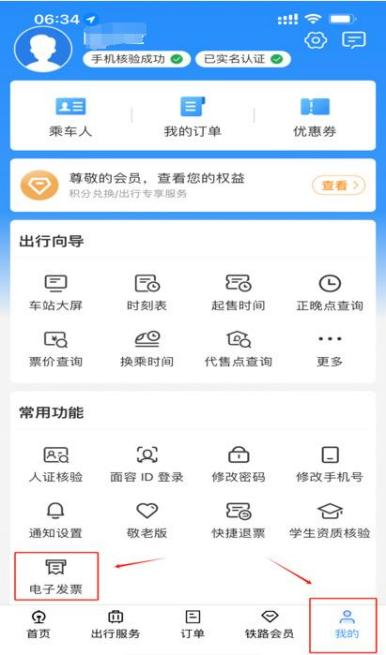 06:34
手机核验成功 已实名认证
乘车人 我的订单 优惠券
尊敬的会员，查看您的权益
积分兑换/出行专享服务
查看
出行向导
车站大屏 时刻表 起售时间 正晚点查询
票价查询 换乘时间 代售点查询 更多
常用功能
人证核验 面容 ID 登录 修改密码 修改手机号
通知设置 敬老版 快捷退票 学生资质核验
电子发票
首页 出行服务 订单 铁路会员 我的